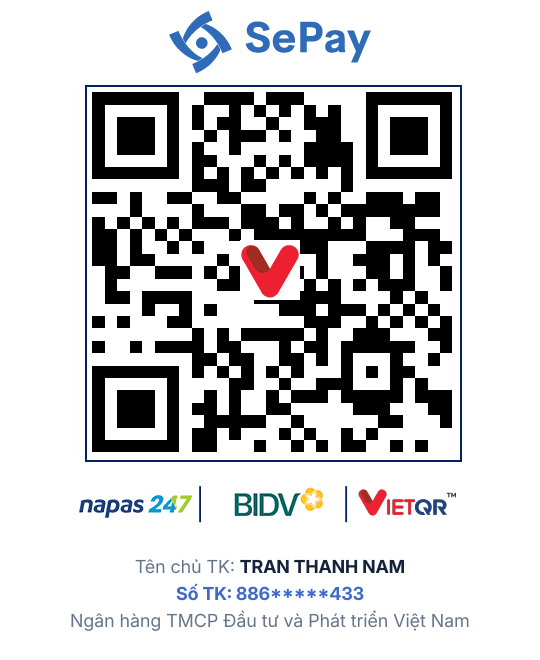 SePay
napas 247
BIDV
VIETQR™
Tên chủ TK: TRAN THANH NAM
Số TK: 886*****433
Ngân hàng TMCP Đầu tư và Phát triển Việt Nam